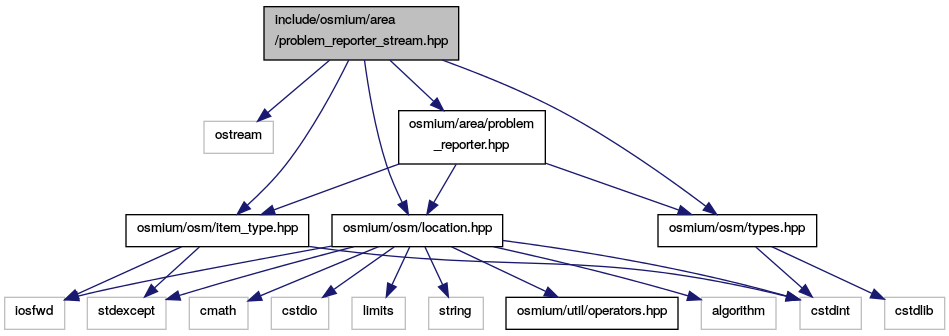 include/osmium/area
/problem_reporter_stream.hpp
ostream
osmium/area/problem
_reporter.hpp
osmium/osm/item_type.hpp
osmium/osm/location.hpp
osmium/osm/types.hpp
iosfwd
stdexcept
cmath
cstdio
limits
string
osmium/util/operators.hpp
algorithm
cstdint
cstdlib